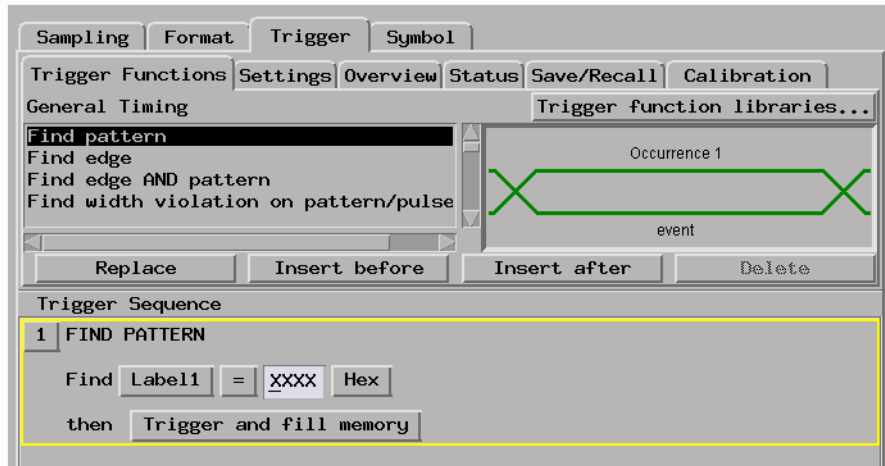 Sampling Format Trigger Symbol
Trigger Functions Settings Overview Status Save/Recall Calibration
General Timing Trigger function libraries...
Find pattern
Find edge
Find edge AND pattern
Find width violation on pattern/pulse
Occurrence 1
event
Replace Insert before Insert after Delete
Trigger Sequence
1 FIND PATTERN
Find Label1 = XXXX Hex
then Trigger and fill memory